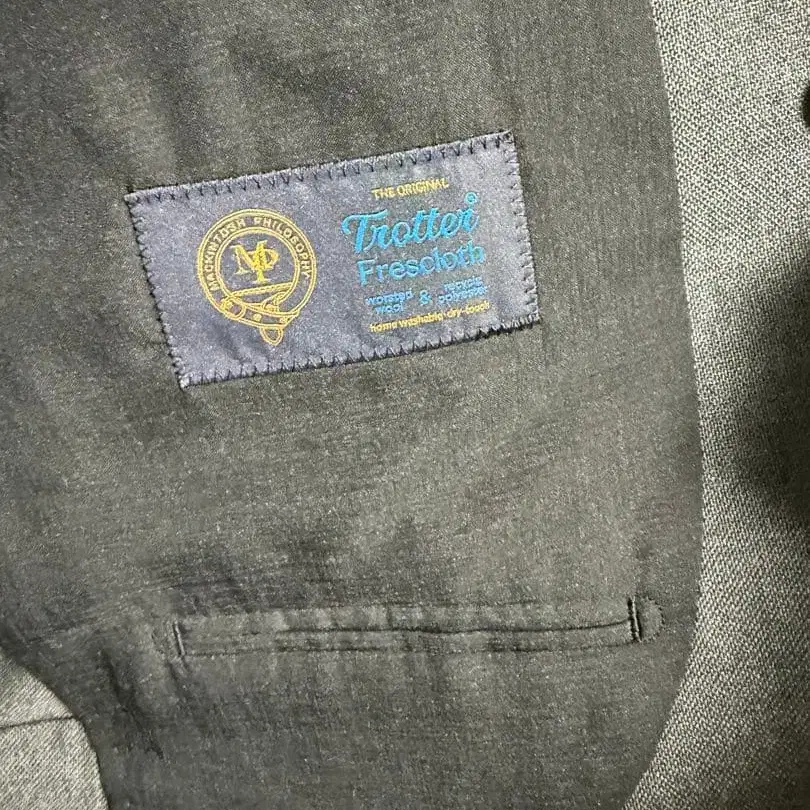 MACKINTOSH PHILOSOPHY
MP
THE ORIGINAL
Trotter®
Frescloth
worsted wool & recycle polyester
Home washable·dry-touch